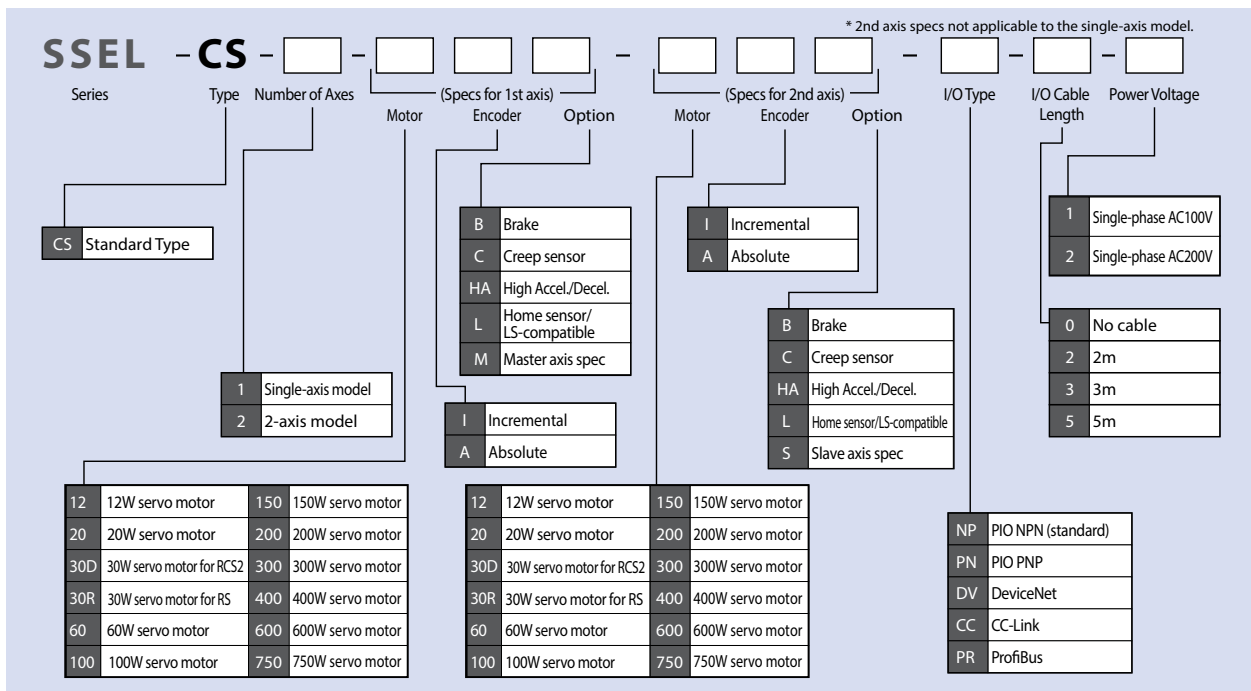 * 2nd axis specs not applicable to the single-axis model.
SSEL - CS - - - - - -
Series
Type
Number of Axes
(Specs for 1st axis)
Motor
Encoder
Option
(Specs for 2nd axis)
Motor
Encoder
Option
I/O Type
I/O Cable
Length
Power Voltage
CS Standard Type
1 Single-axis model
2 2-axis model
12 12W servo motor 150 150W servo motor
20 20W servo motor 200 200W servo motor
30D 30W servo motor for RCS2 300 300W servo motor
30R 30W servo motor for RS 400 400W servo motor
60 60W servo motor 600 600W servo motor
100 100W servo motor 750 750W servo motor
I Incremental
A Absolute
B Brake
C Creep sensor
HA High Accel./Decel.
L Home sensor/
LS-compatible
M Master axis spec
12 12W servo motor 150 150W servo motor
20 20W servo motor 200 200W servo motor
30D 30W servo motor for RCS2 300 300W servo motor
30R 30W servo motor for RS 400 400W servo motor
60 60W servo motor 600 600W servo motor
100 100W servo motor 750 750W servo motor
I Incremental
A Absolute
B Brake
C Creep sensor
HA High Accel./Decel.
L Home sensor/LS-compatible
S Slave axis spec
NP PIO NPN (standard)
PN PIO PNP
DV DeviceNet
CC CC-Link
PR ProfiBus
0 No cable
2 2m
3 3m
5 5m
1 Single-phase AC100V
2 Single-phase AC200V